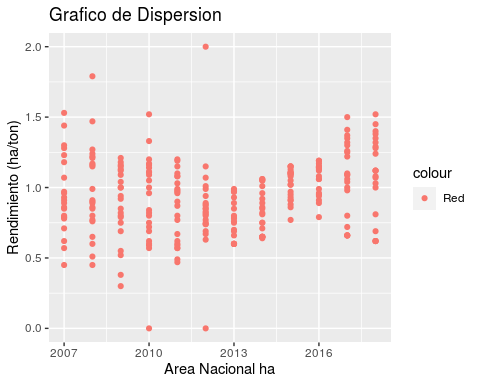 Grafico de Dispersion
Rendimiento (ha/ton)
2.0
1.5
1.0
0.5
0.0
2007 2010 2013 2016
Area Nacional ha
colour
Red